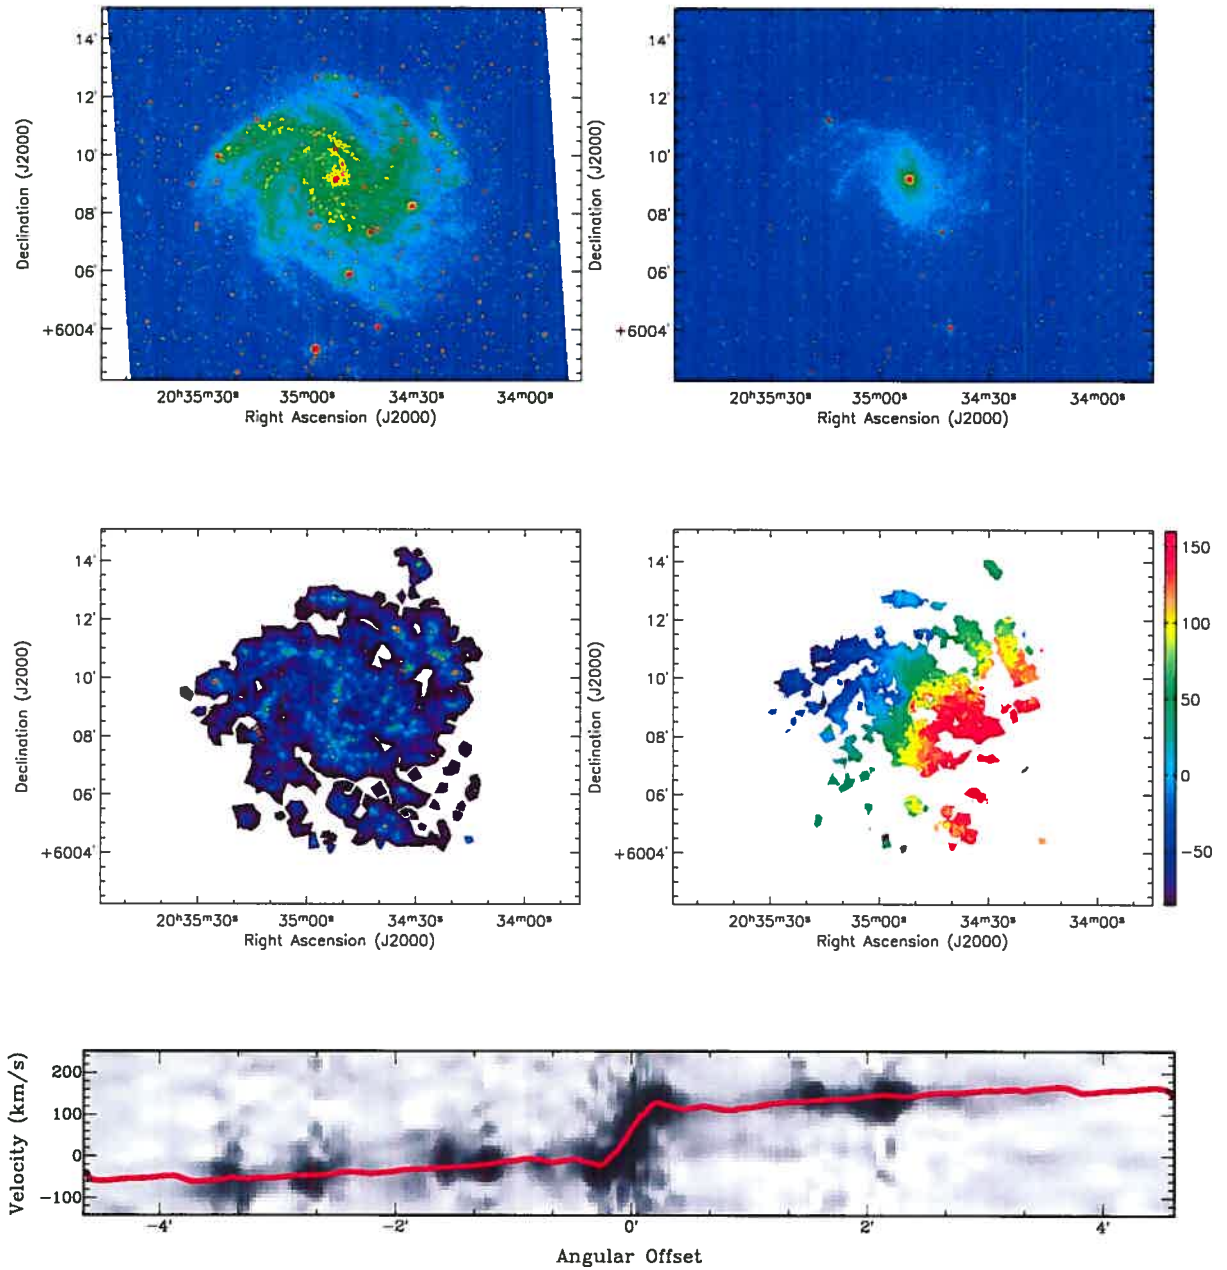 14'
12'
10'
08'
06'
+6004'
Declination (J2000)
20ʰ35ᵐ30ˢ 35ᵐ00ˢ 34ᵐ30ˢ 34ᵐ00ˢ
Right Ascension (J2000)
14'
12'
10'
08'
06'
+6004'
Declination (J2000)
20ʰ35ᵐ30ˢ 35ᵐ00ˢ 34ᵐ30ˢ 34ᵐ00ˢ
Right Ascension (J2000)
14'
12'
10'
08'
06'
+6004'
Declination (J2000)
20ʰ35ᵐ30ˢ 35ᵐ00ˢ 34ᵐ30ˢ 34ᵐ00ˢ
Right Ascension (J2000)
14'
12'
10'
08'
06'
+6004'
Declination (J2000)
20ʰ35ᵐ30ˢ 35ᵐ00ˢ 34ᵐ30ˢ 34ᵐ00ˢ
Right Ascension (J2000)
150
100
50
0
−50
200
100
0
−100
Velocity (km/s)
−4' −2' 0' 2' 4'
Angular Offset